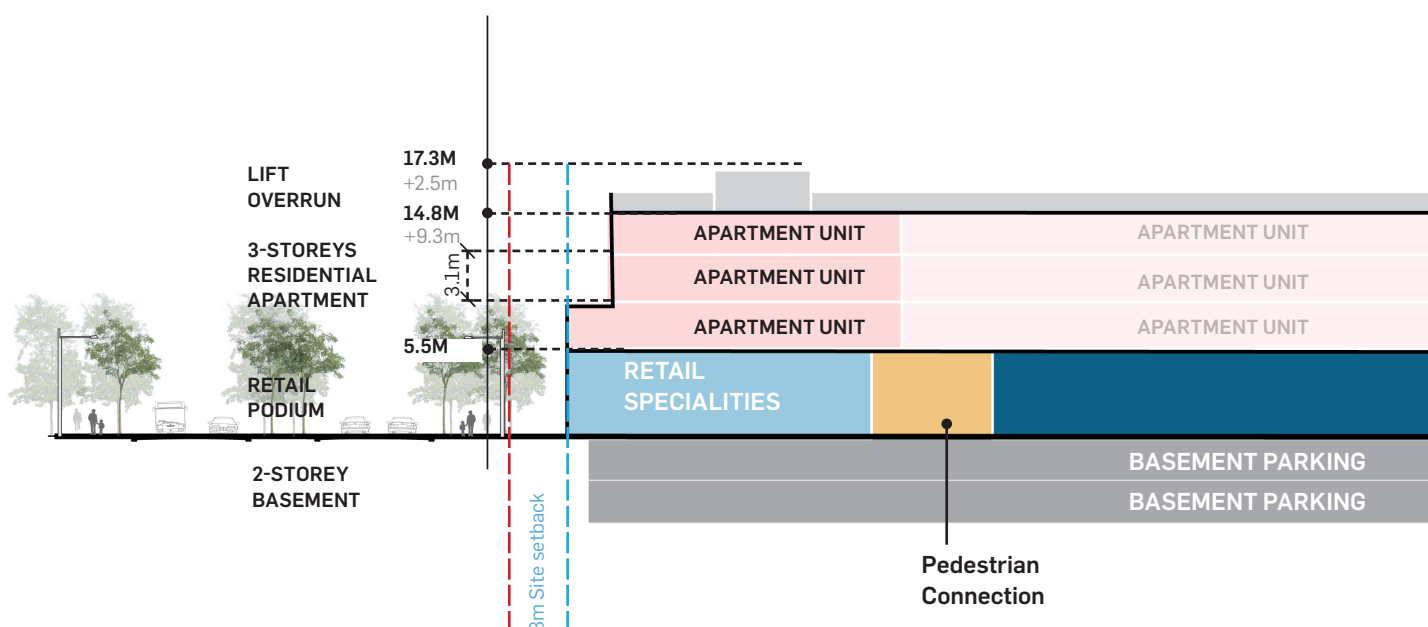 17.3M
+2.5m
LIFT
OVERRUN
14.8M
+9.3m
3-STOREYS
RESIDENTIAL
APARTMENT
3.1m
5.5M
RETAIL
PODIUM
2-STOREY
BASEMENT
3m Site setback
APARTMENT UNIT
APARTMENT UNIT
APARTMENT UNIT
APARTMENT UNIT
APARTMENT UNIT
APARTMENT UNIT
RETAIL
SPECIALITIES
BASEMENT PARKING
BASEMENT PARKING
Pedestrian
Connection